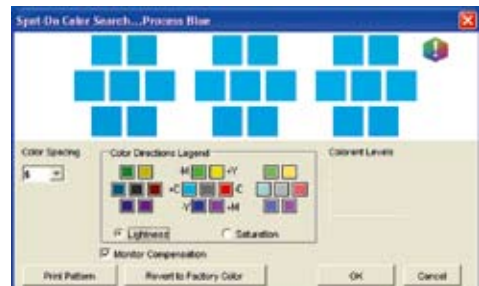 Spot-On Color Search...Process Blue
Color Spacing
6
Color Directions Legend
Colorant Levels
-M +Y
+C -C
-Y +M
Lightness Saturation
Monitor Compensation
Print Pattern Revert to Factory Color OK Cancel